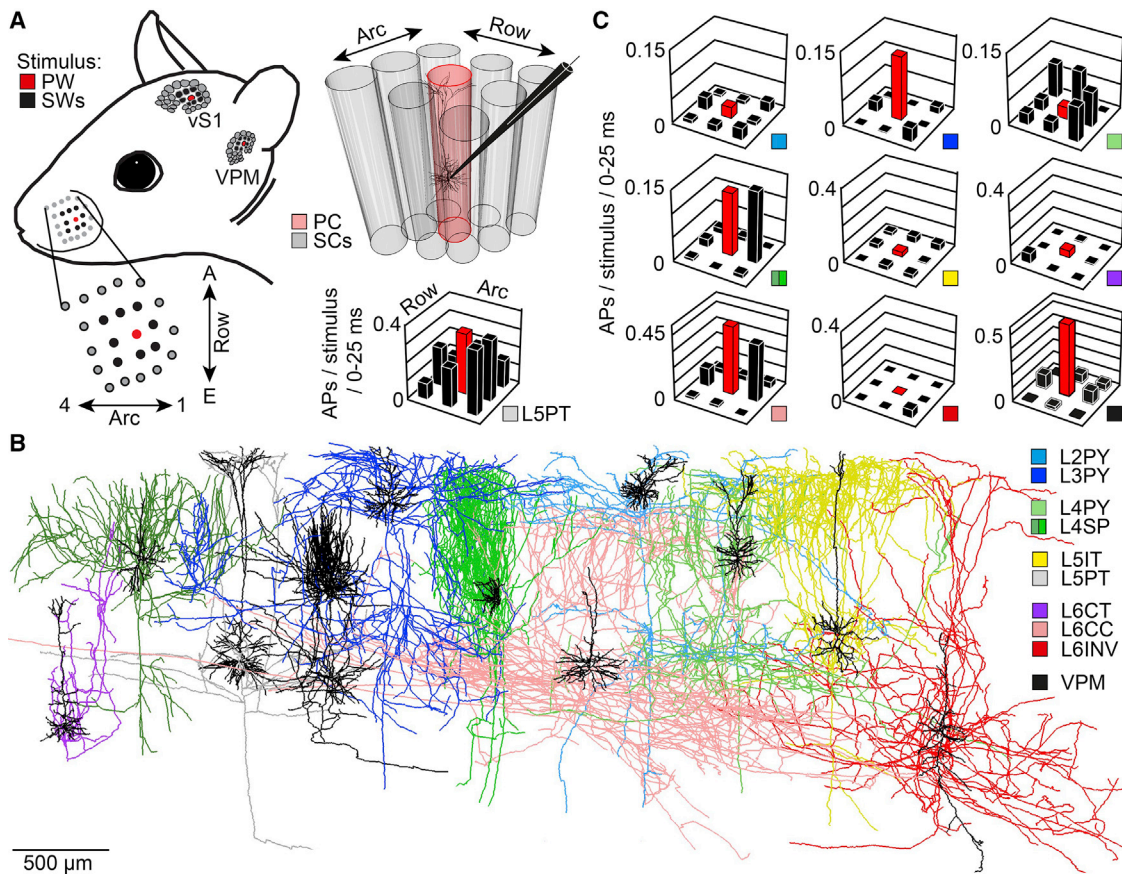 A
Stimulus:
PW
SWs
vS1
VPM
A
Row
E
4
Arc
1
Arc
Row
PC
SCs
APs / stimulus
/ 0-25 ms
Row
Arc
0.4
0
L5PT
C
APs / stimulus / 0-25 ms
0.15
0
0.15
0
0.15
0
0.15
0
0.4
0
0.4
0
0.45
0
0.4
0
0.5
0
B
L2PY
L3PY
L4PY
L4SP
L5IT
L5PT
L6CT
L6CC
L6INV
VPM
500 µm